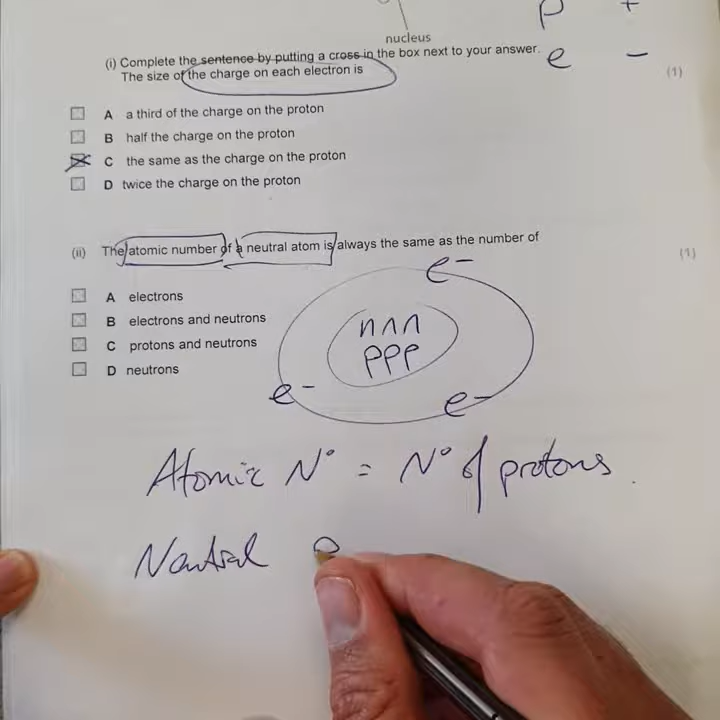 p +
nucleus
(i) Complete the sentence by putting a cross in the box next to your answer.
e −
The size of the charge on each electron is
(1)
A a third of the charge on the proton
B half the charge on the proton
C the same as the charge on the proton
D twice the charge on the proton
(ii) The atomic number of a neutral atom is always the same as the number of
(1)
e−
A electrons
B electrons and neutrons
C protons and neutrons
D neutrons
n n n
p p p
e−
e−
Atomic N° = N° of protons.
Neutral